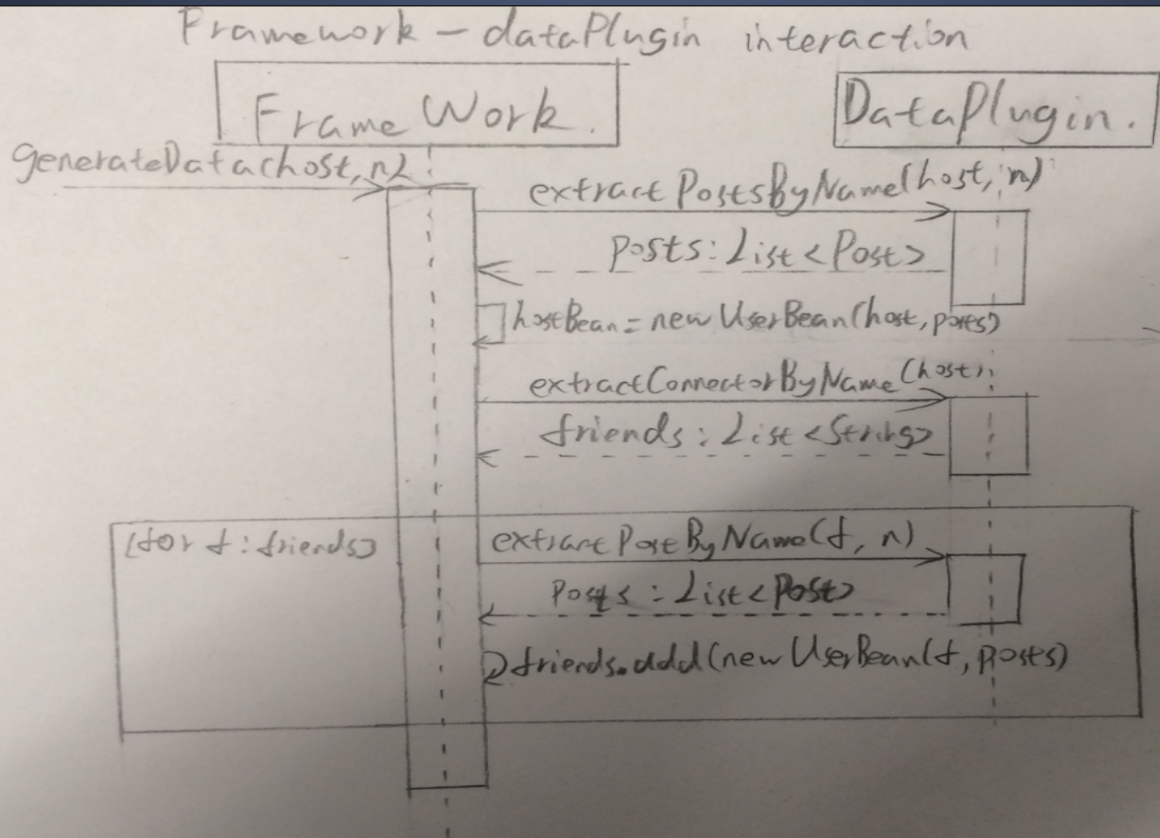 Framework - dataPlugin interaction
FrameWork.
DataPlugin.
generateData(host, n)
extractPostsByName(host, n)
posts: List<Post>
hostBean = new UserBean(host, posts)
extractConnectorByName(host)
friends: List<String>
[for f: friends]
extractPostByName(f, n)
Posts: List<Post>
friends.add(new UserBean(f, posts)